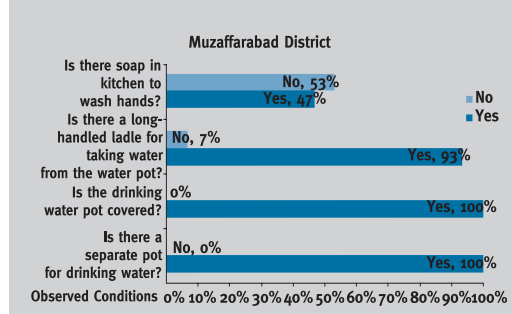 Muzaffarabad District
Is there soap in
kitchen to
wash hands?
No, 53%
Yes, 47%
Is there a long-
handled ladle for
taking water
from the water pot?
No, 7%
Yes, 93%
Is the drinking
water pot covered?
0%
Yes, 100%
Is there a
separate pot
for drinking water?
No, 0%
Yes, 100%
No
Yes
Observed Conditions 0% 10% 20% 30% 40% 50% 60% 70% 80% 90% 100%